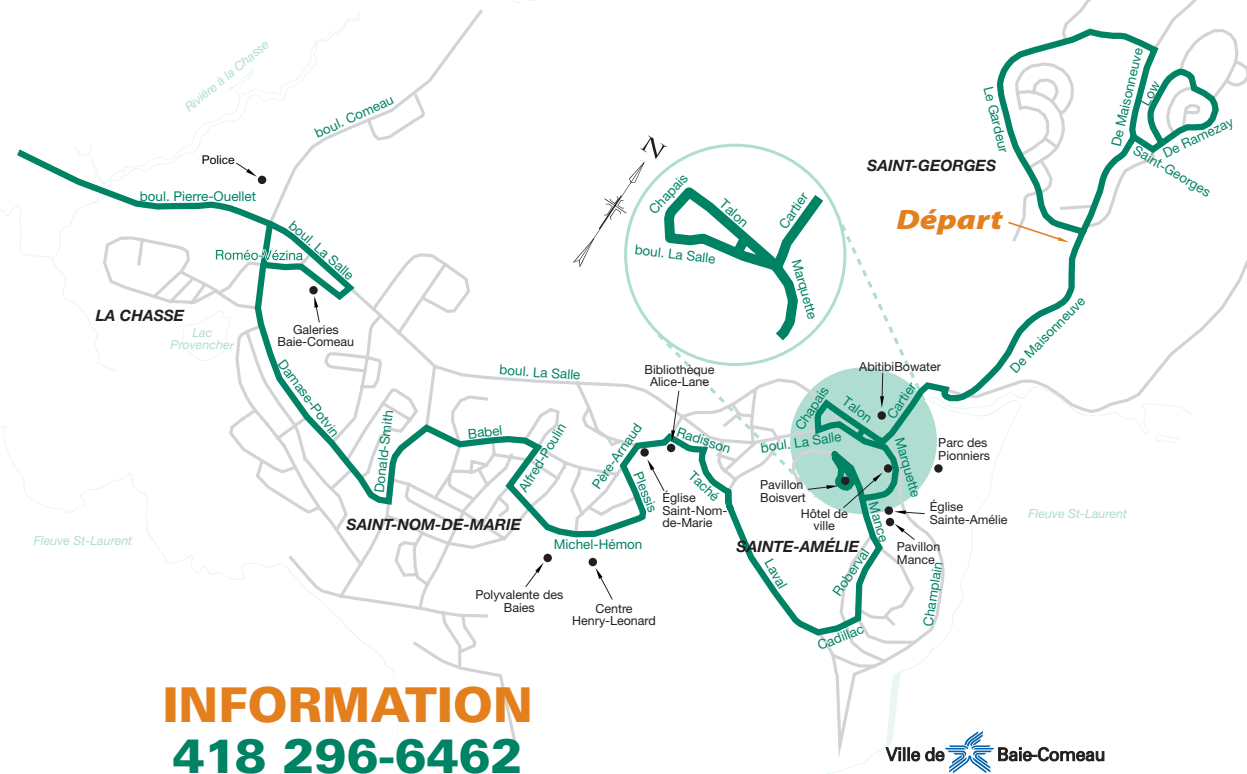 Rivière à la Chasse
boul. Comeau
Police
boul. Pierre-Ouellet
boul. La Salle
Roméo-Vézina
LA CHASSE
Lac
Provencher
Galeries
Baie-Comeau
Damase-Potvin
Donald-Smith
Babel
Alfred-Poulin
SAINT-NOM-DE-MARIE
Fleuve St-Laurent
Michel-Hémon
Polyvalente des
Baies
Centre
Henry-Leonard
boul. La Salle
Bibliothèque
Alice-Lane
Père-Arnaud
Plessis
Radisson
Taché
Église
Saint-Nom-
de-Marie
N
Chapais
Talon
Cartier
boul. La Salle
Marquette
Le Gardeur
De Maisonneuve
Low
De Ramezay
Saint-Georges
SAINT-GEORGES
Départ
De Maisonneuve
AbitibiBowater
Chapais
Talon
Cartier
boul. La Salle
Marquette
Parc des
Pionniers
Pavillon
Boisvert
Hôtel de
ville
Mance
Église
Sainte-Amélie
Pavillon
Mance
Fleuve St-Laurent
SAINTE-AMÉLIE
Laval
Roberval
Champlain
Cadillac
INFORMATION
418 296-6462
Ville de Baie-Comeau